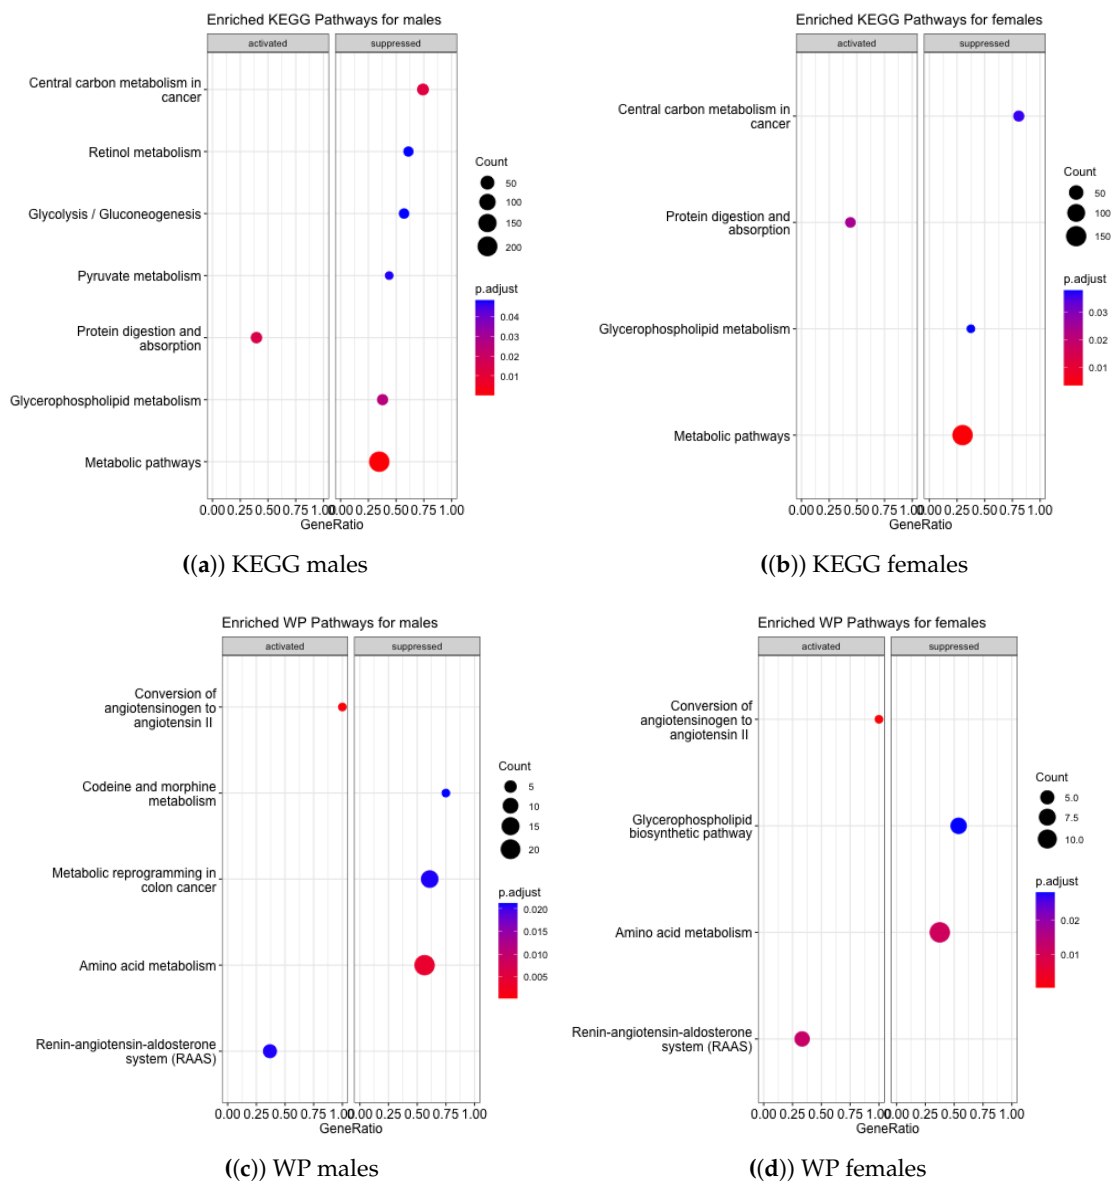 Enriched KEGG Pathways for males
activated
suppressed
Central carbon metabolism in
cancer
Retinol metabolism
Glycolysis / Gluconeogenesis
Pyruvate metabolism
Protein digestion and
absorption
Glycerophospholipid metabolism
Metabolic pathways
0.00 0.25 0.50 0.75 1.00
0.00 0.25 0.50 0.75 1.00
GeneRatio
Count
50
100
150
200
p.adjust
0.04
0.03
0.02
0.01
((a)) KEGG males
Enriched KEGG Pathways for females
activated
suppressed
Central carbon metabolism in
cancer
Protein digestion and
absorption
Glycerophospholipid metabolism
Metabolic pathways
0.00 0.25 0.50 0.75 1.00
0.00 0.25 0.50 0.75 1.00
GeneRatio
Count
50
100
150
p.adjust
0.03
0.02
0.01
((b)) KEGG females
Enriched WP Pathways for males
activated
suppressed
Conversion of
angiotensinogen to
angiotensin II
Codeine and morphine
metabolism
Metabolic reprogramming in
colon cancer
Amino acid metabolism
Renin-angiotensin-aldosterone
system (RAAS)
0.00 0.25 0.50 0.75 1.00
0.00 0.25 0.50 0.75 1.00
GeneRatio
Count
5
10
15
20
p.adjust
0.020
0.015
0.010
0.005
((c)) WP males
Enriched WP Pathways for females
activated
suppressed
Conversion of
angiotensinogen to
angiotensin II
Glycerophospholipid
biosynthetic pathway
Amino acid metabolism
Renin-angiotensin-aldosterone
system (RAAS)
0.00 0.25 0.50 0.75 1.00
0.00 0.25 0.50 0.75 1.00
GeneRatio
Count
5.0
7.5
10.0
p.adjust
0.02
0.01
((d)) WP females